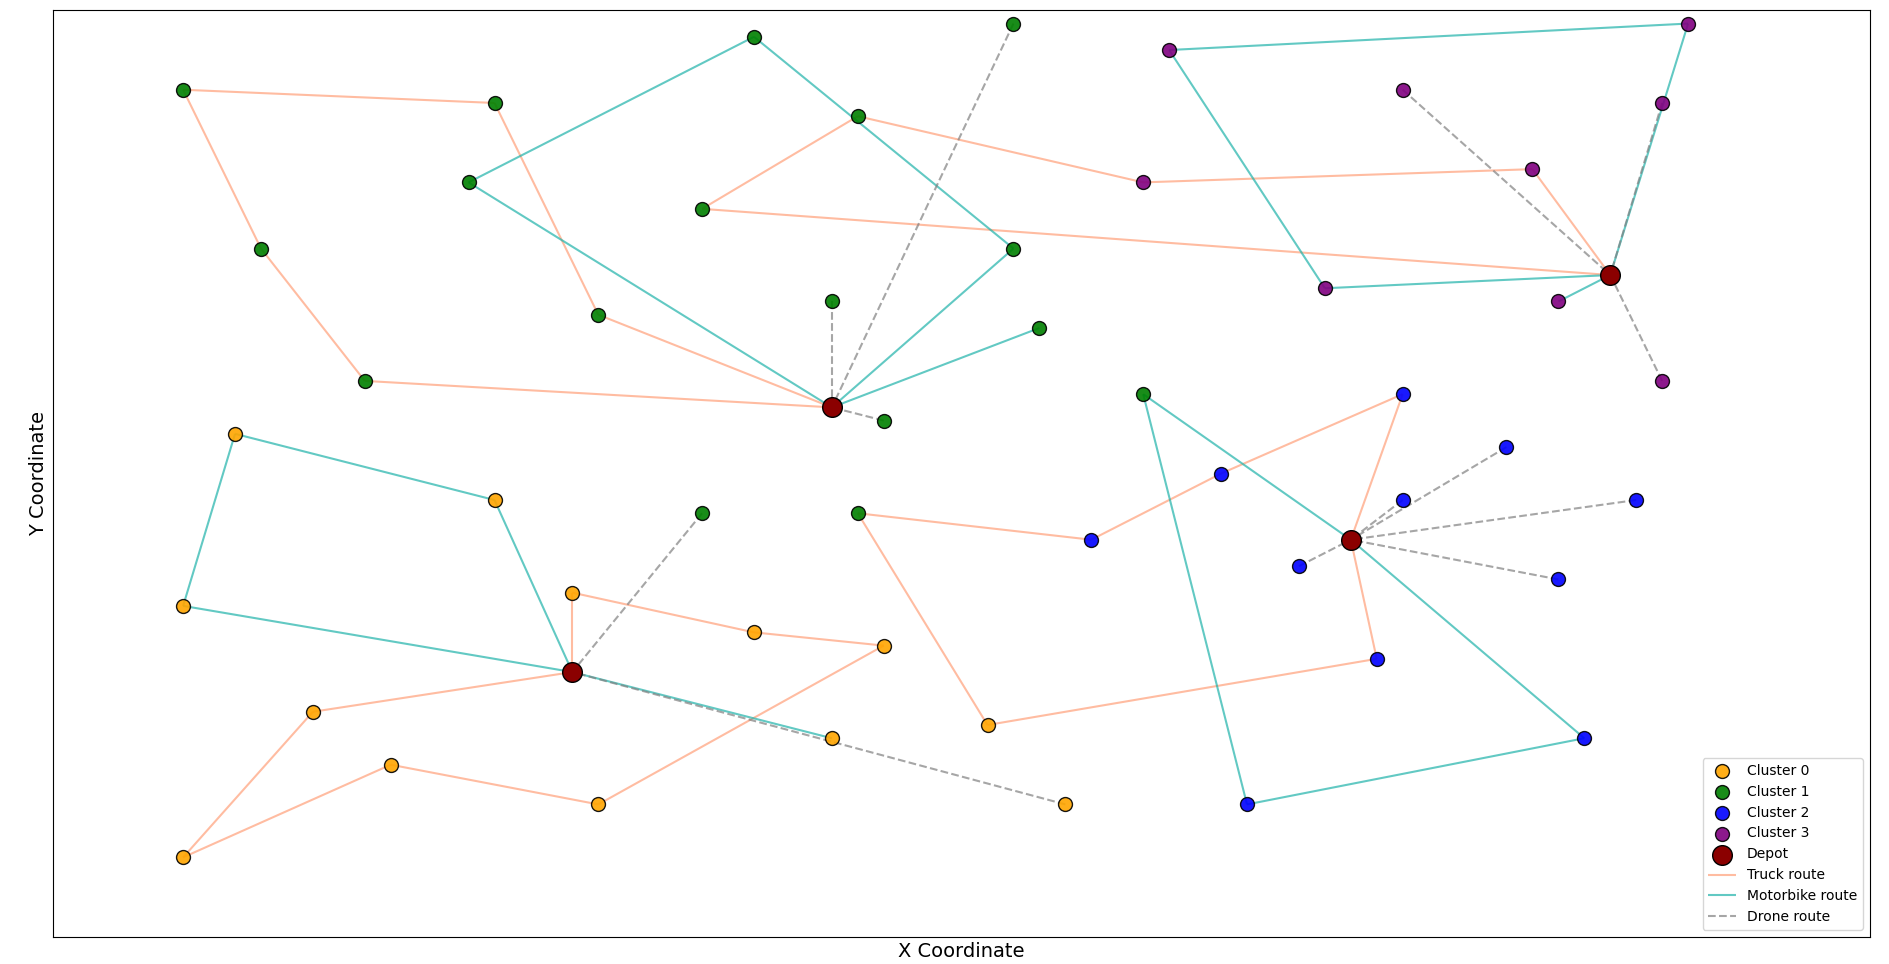 Y Coordinate
X Coordinate
Cluster 0
Cluster 1
Cluster 2
Cluster 3
Depot
Truck route
Motorbike route
Drone route